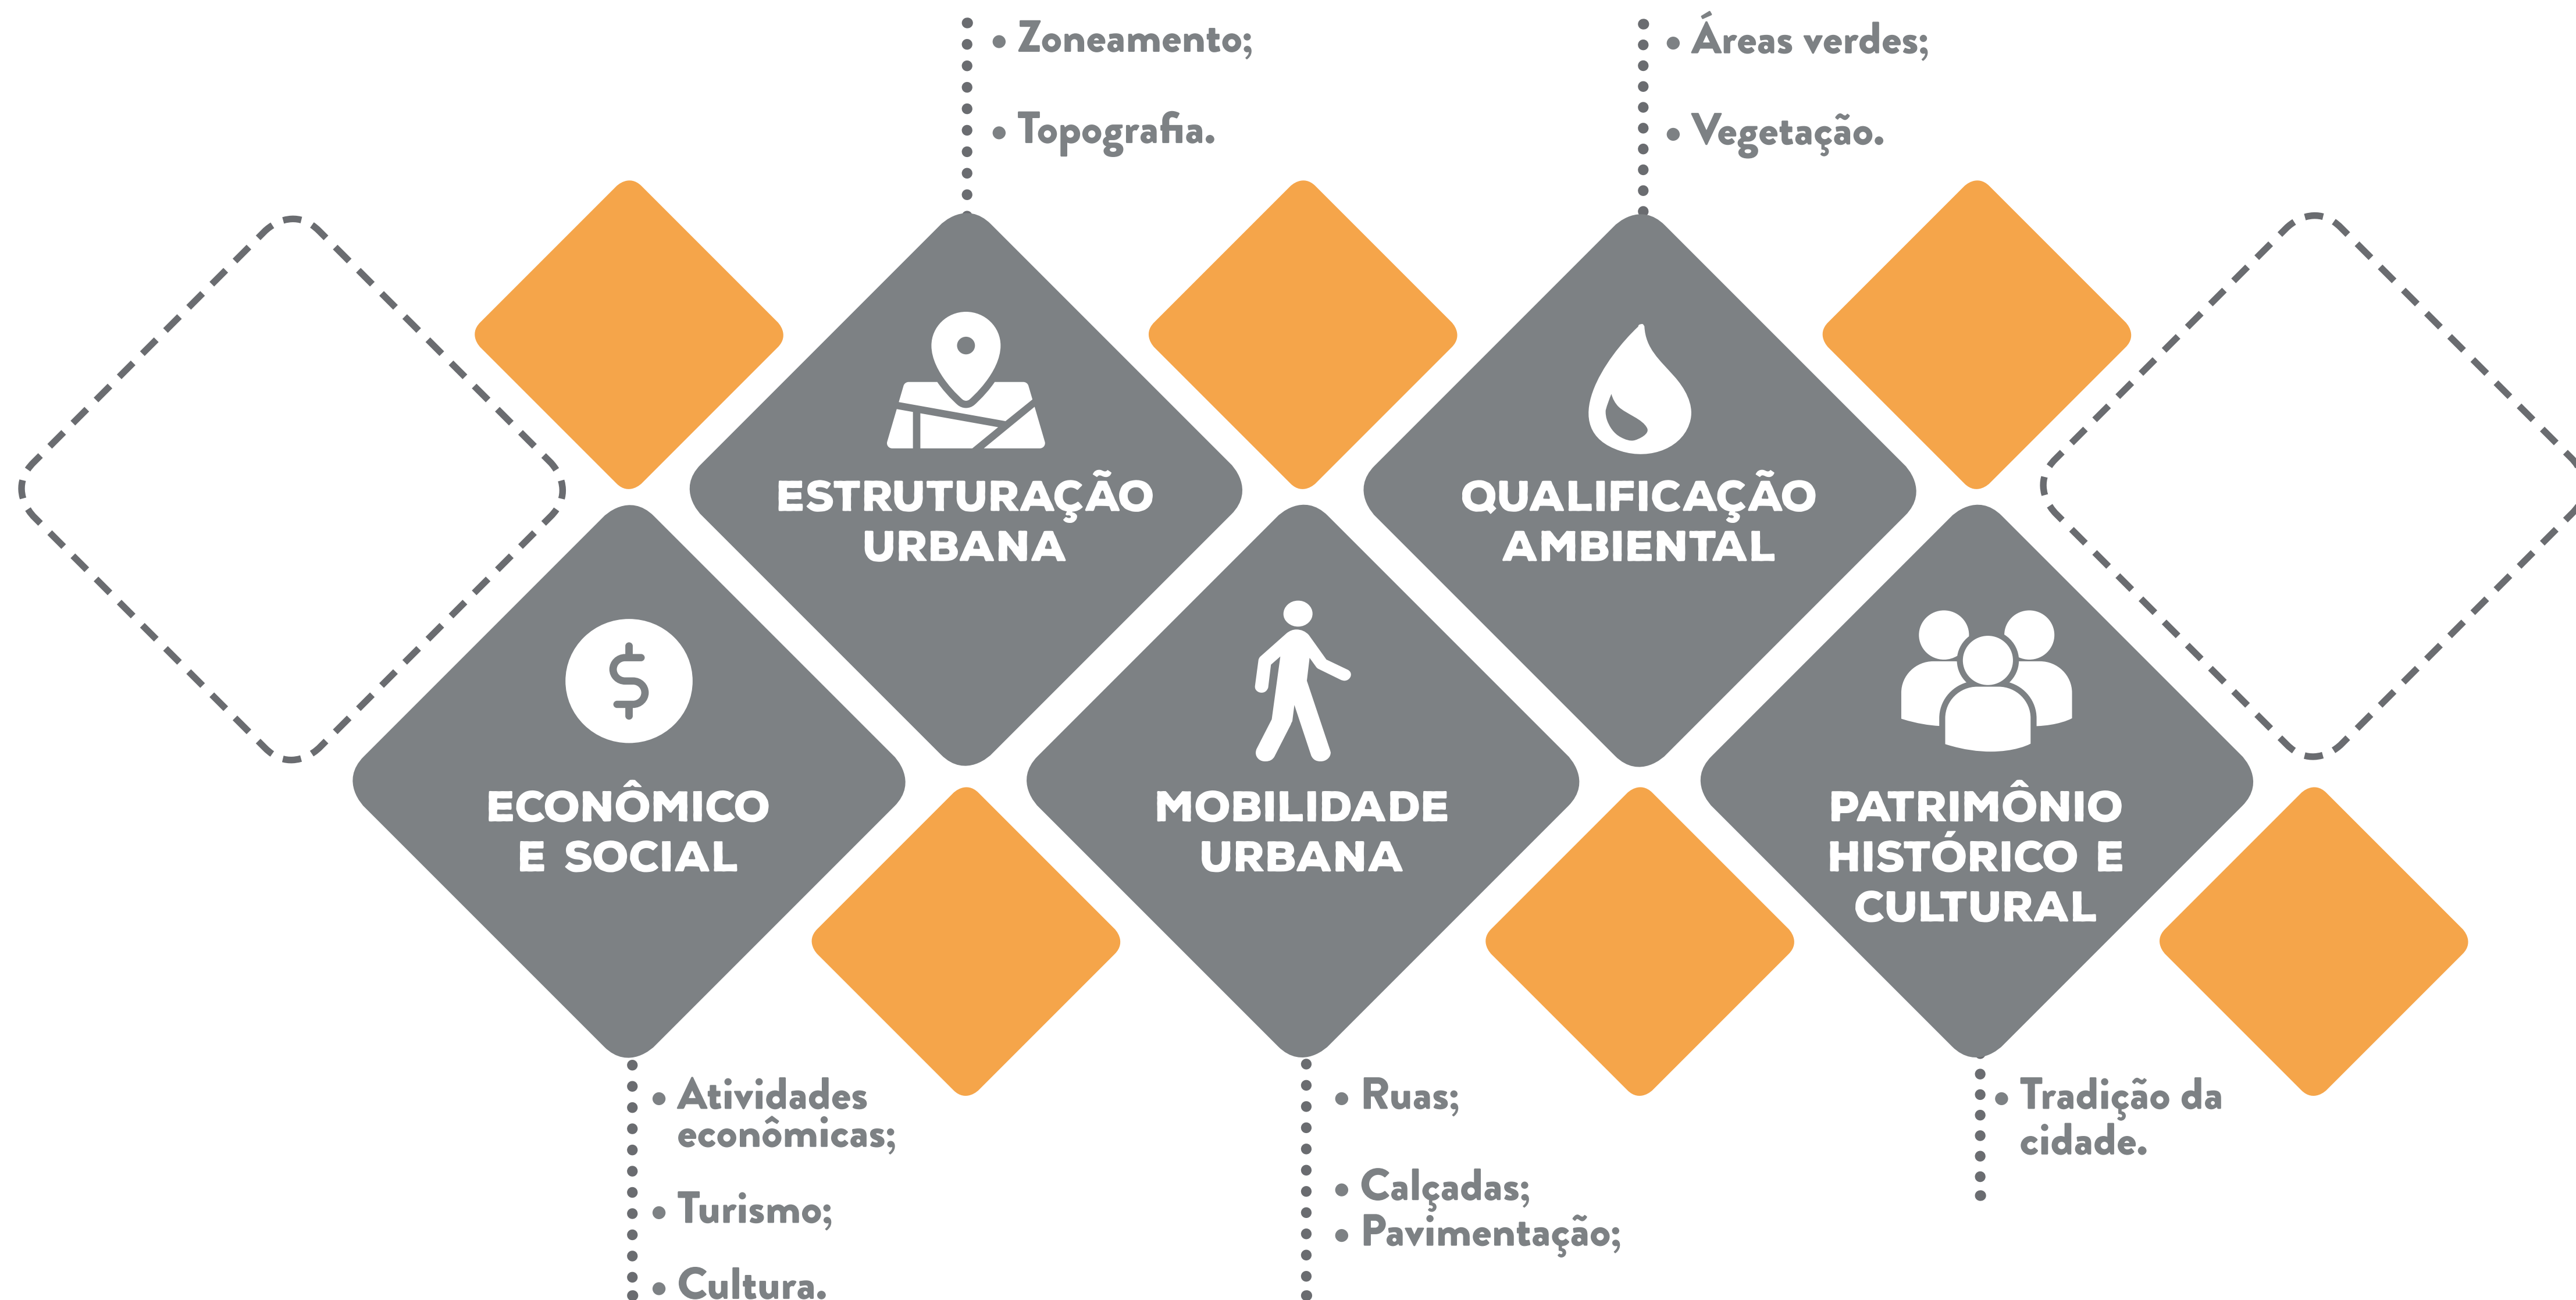 • Zoneamento;
• Topografia.
• Áreas verdes;
• Vegetação.
ESTRUTURAÇÃO
URBANA
QUALIFICAÇÃO
AMBIENTAL
ECONÔMICO
E SOCIAL
MOBILIDADE
URBANA
PATRIMÔNIO
HISTÓRICO E
CULTURAL
• Atividades
econômicas;
• Turismo;
• Cultura.
• Ruas;
• Calçadas;
• Pavimentação;
• Tradição da
cidade.